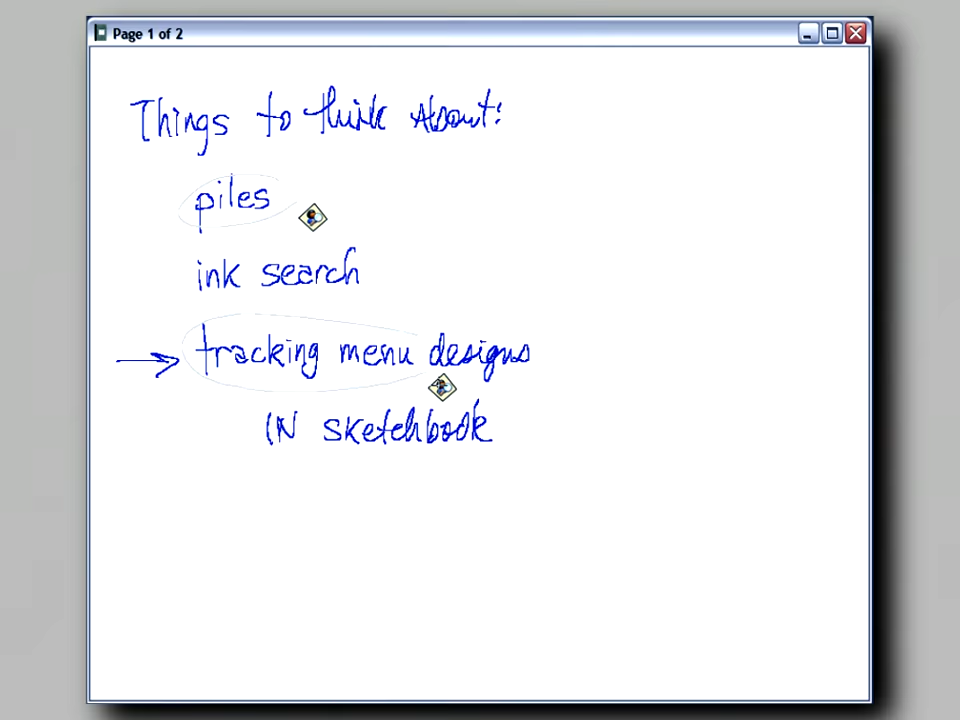 Page 1 of 2
Things to think About:
piles
ink search
tracking menu designs
IN sketchbook